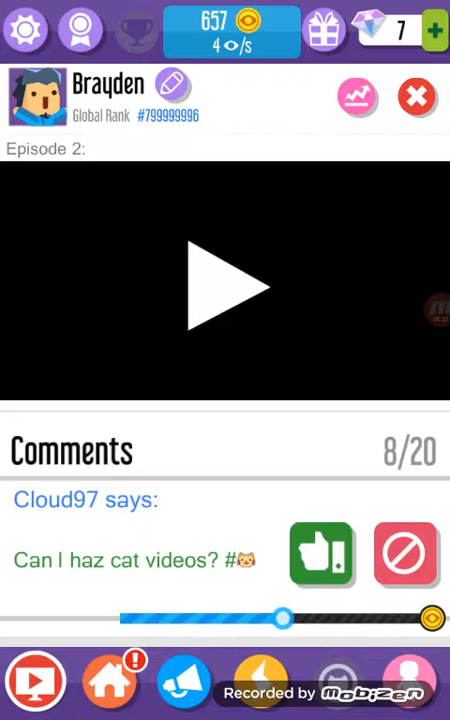 657
4 /s
7
+
Brayden
Global Rank #799999996
Episode 2:
Comments
8/20
Cloud97 says:
Can I haz cat videos? #🐱
!
Recorded by mobizen